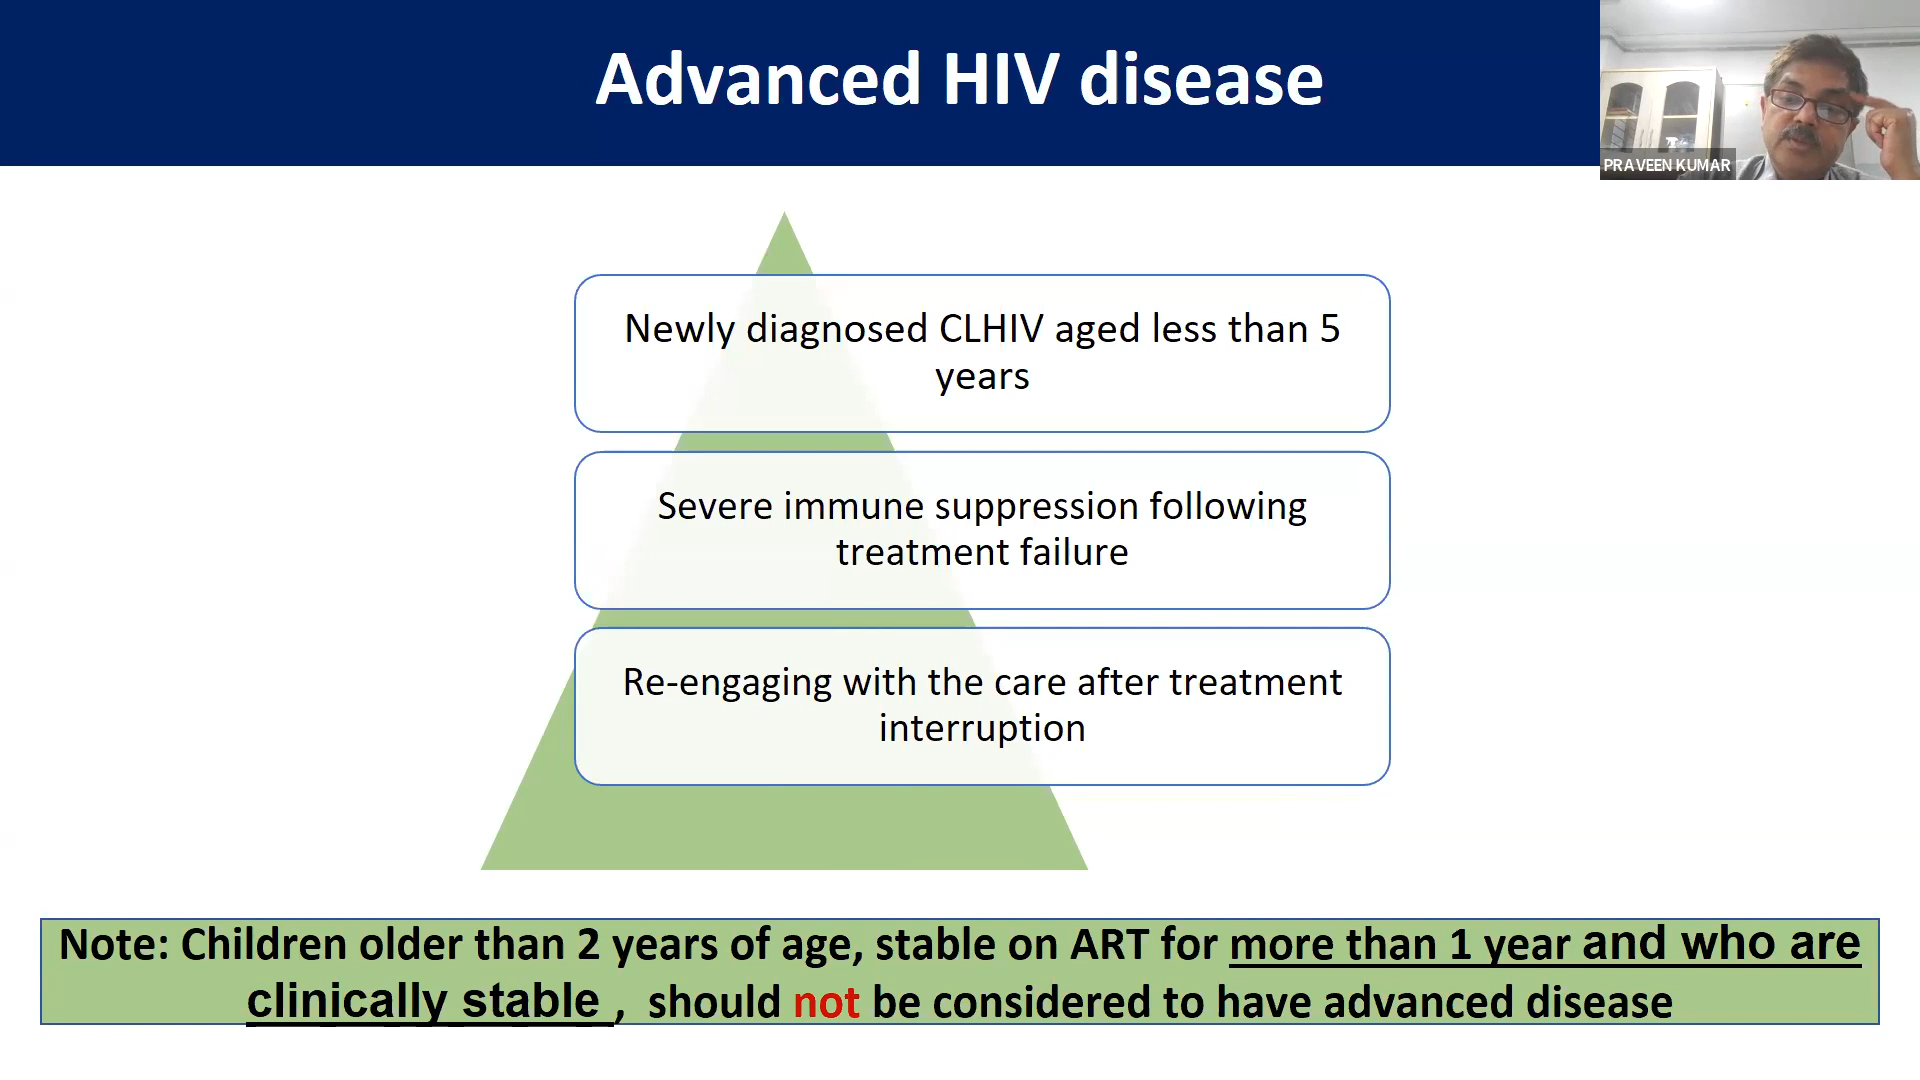 Advanced HIV disease
PRAVEEN KUMAR
Newly diagnosed CLHIV aged less than 5
years
Severe immune suppression following
treatment failure
Re-engaging with the care after treatment
interruption
Note: Children older than 2 years of age, stable on ART for more than 1 year and who are
clinically stable , should not be considered to have advanced disease